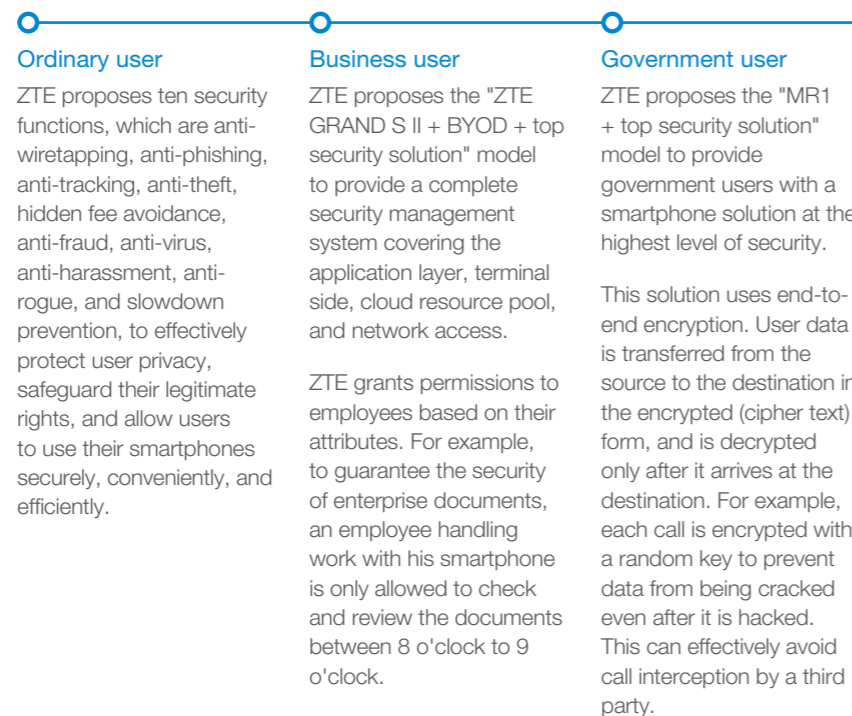 Ordinary user
ZTE proposes ten security
functions, which are anti-
wiretapping, anti-phishing,
anti-tracking, anti-theft,
hidden fee avoidance,
anti-fraud, anti-virus,
anti-harassment, anti-
rogue, and slowdown
prevention, to effectively
protect user privacy,
safeguard their legitimate
rights, and allow users
to use their smartphones
securely, conveniently, and
efficiently.
Business user
ZTE proposes the "ZTE
GRAND S II + BYOD + top
security solution" model
to provide a complete
security management
system covering the
application layer, terminal
side, cloud resource pool,
and network access.
ZTE grants permissions to
employees based on their
attributes. For example,
to guarantee the security
of enterprise documents,
an employee handling
work with his smartphone
is only allowed to check
and review the documents
between 8 o'clock to 9
o'clock.
Government user
ZTE proposes the "MR1
+ top security solution"
model to provide
government users with a
smartphone solution at the
highest level of security.
This solution uses end-to-
end encryption. User data
is transferred from the
source to the destination in
the encrypted (cipher text)
form, and is decrypted
only after it arrives at the
destination. For example,
each call is encrypted with
a random key to prevent
data from being cracked
even after it is hacked.
This can effectively avoid
call interception by a third
party.